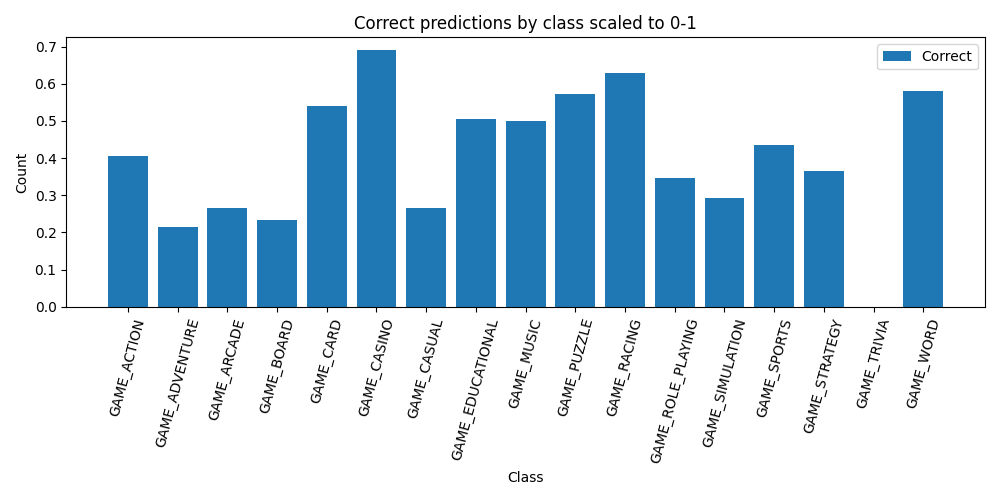 Correct predictions by class scaled to 0-1
Correct
Count
0.7
0.6
0.5
0.4
0.3
0.2
0.1
0.0
GAME_ACTION
GAME_ADVENTURE
GAME_ARCADE
GAME_BOARD
GAME_CARD
GAME_CASINO
GAME_CASUAL
GAME_EDUCATIONAL
GAME_MUSIC
GAME_PUZZLE
GAME_RACING
GAME_ROLE_PLAYING
GAME_SIMULATION
GAME_SPORTS
GAME_STRATEGY
GAME_TRIVIA
GAME_WORD
Class